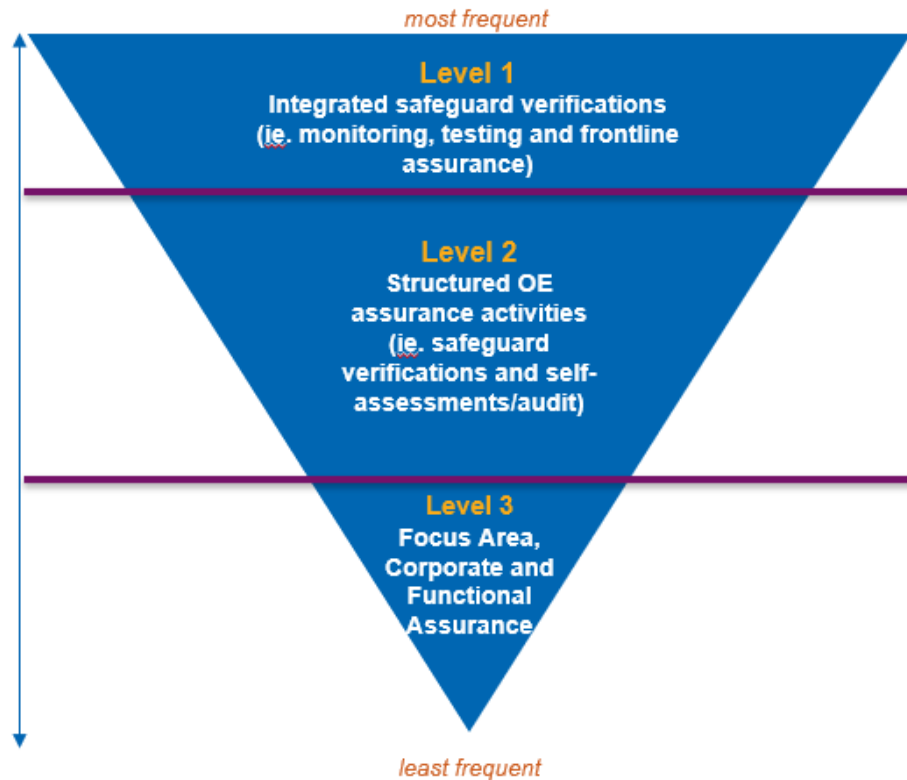 most frequent
Level 1
Integrated safeguard verifications
(ie. monitoring, testing and frontline
assurance)
Level 2
Structured OE
assurance activities
(ie. safeguard
verifications and self-
assessments/audit)
Level 3
Focus Area,
Corporate and
Functional
Assurance
least frequent